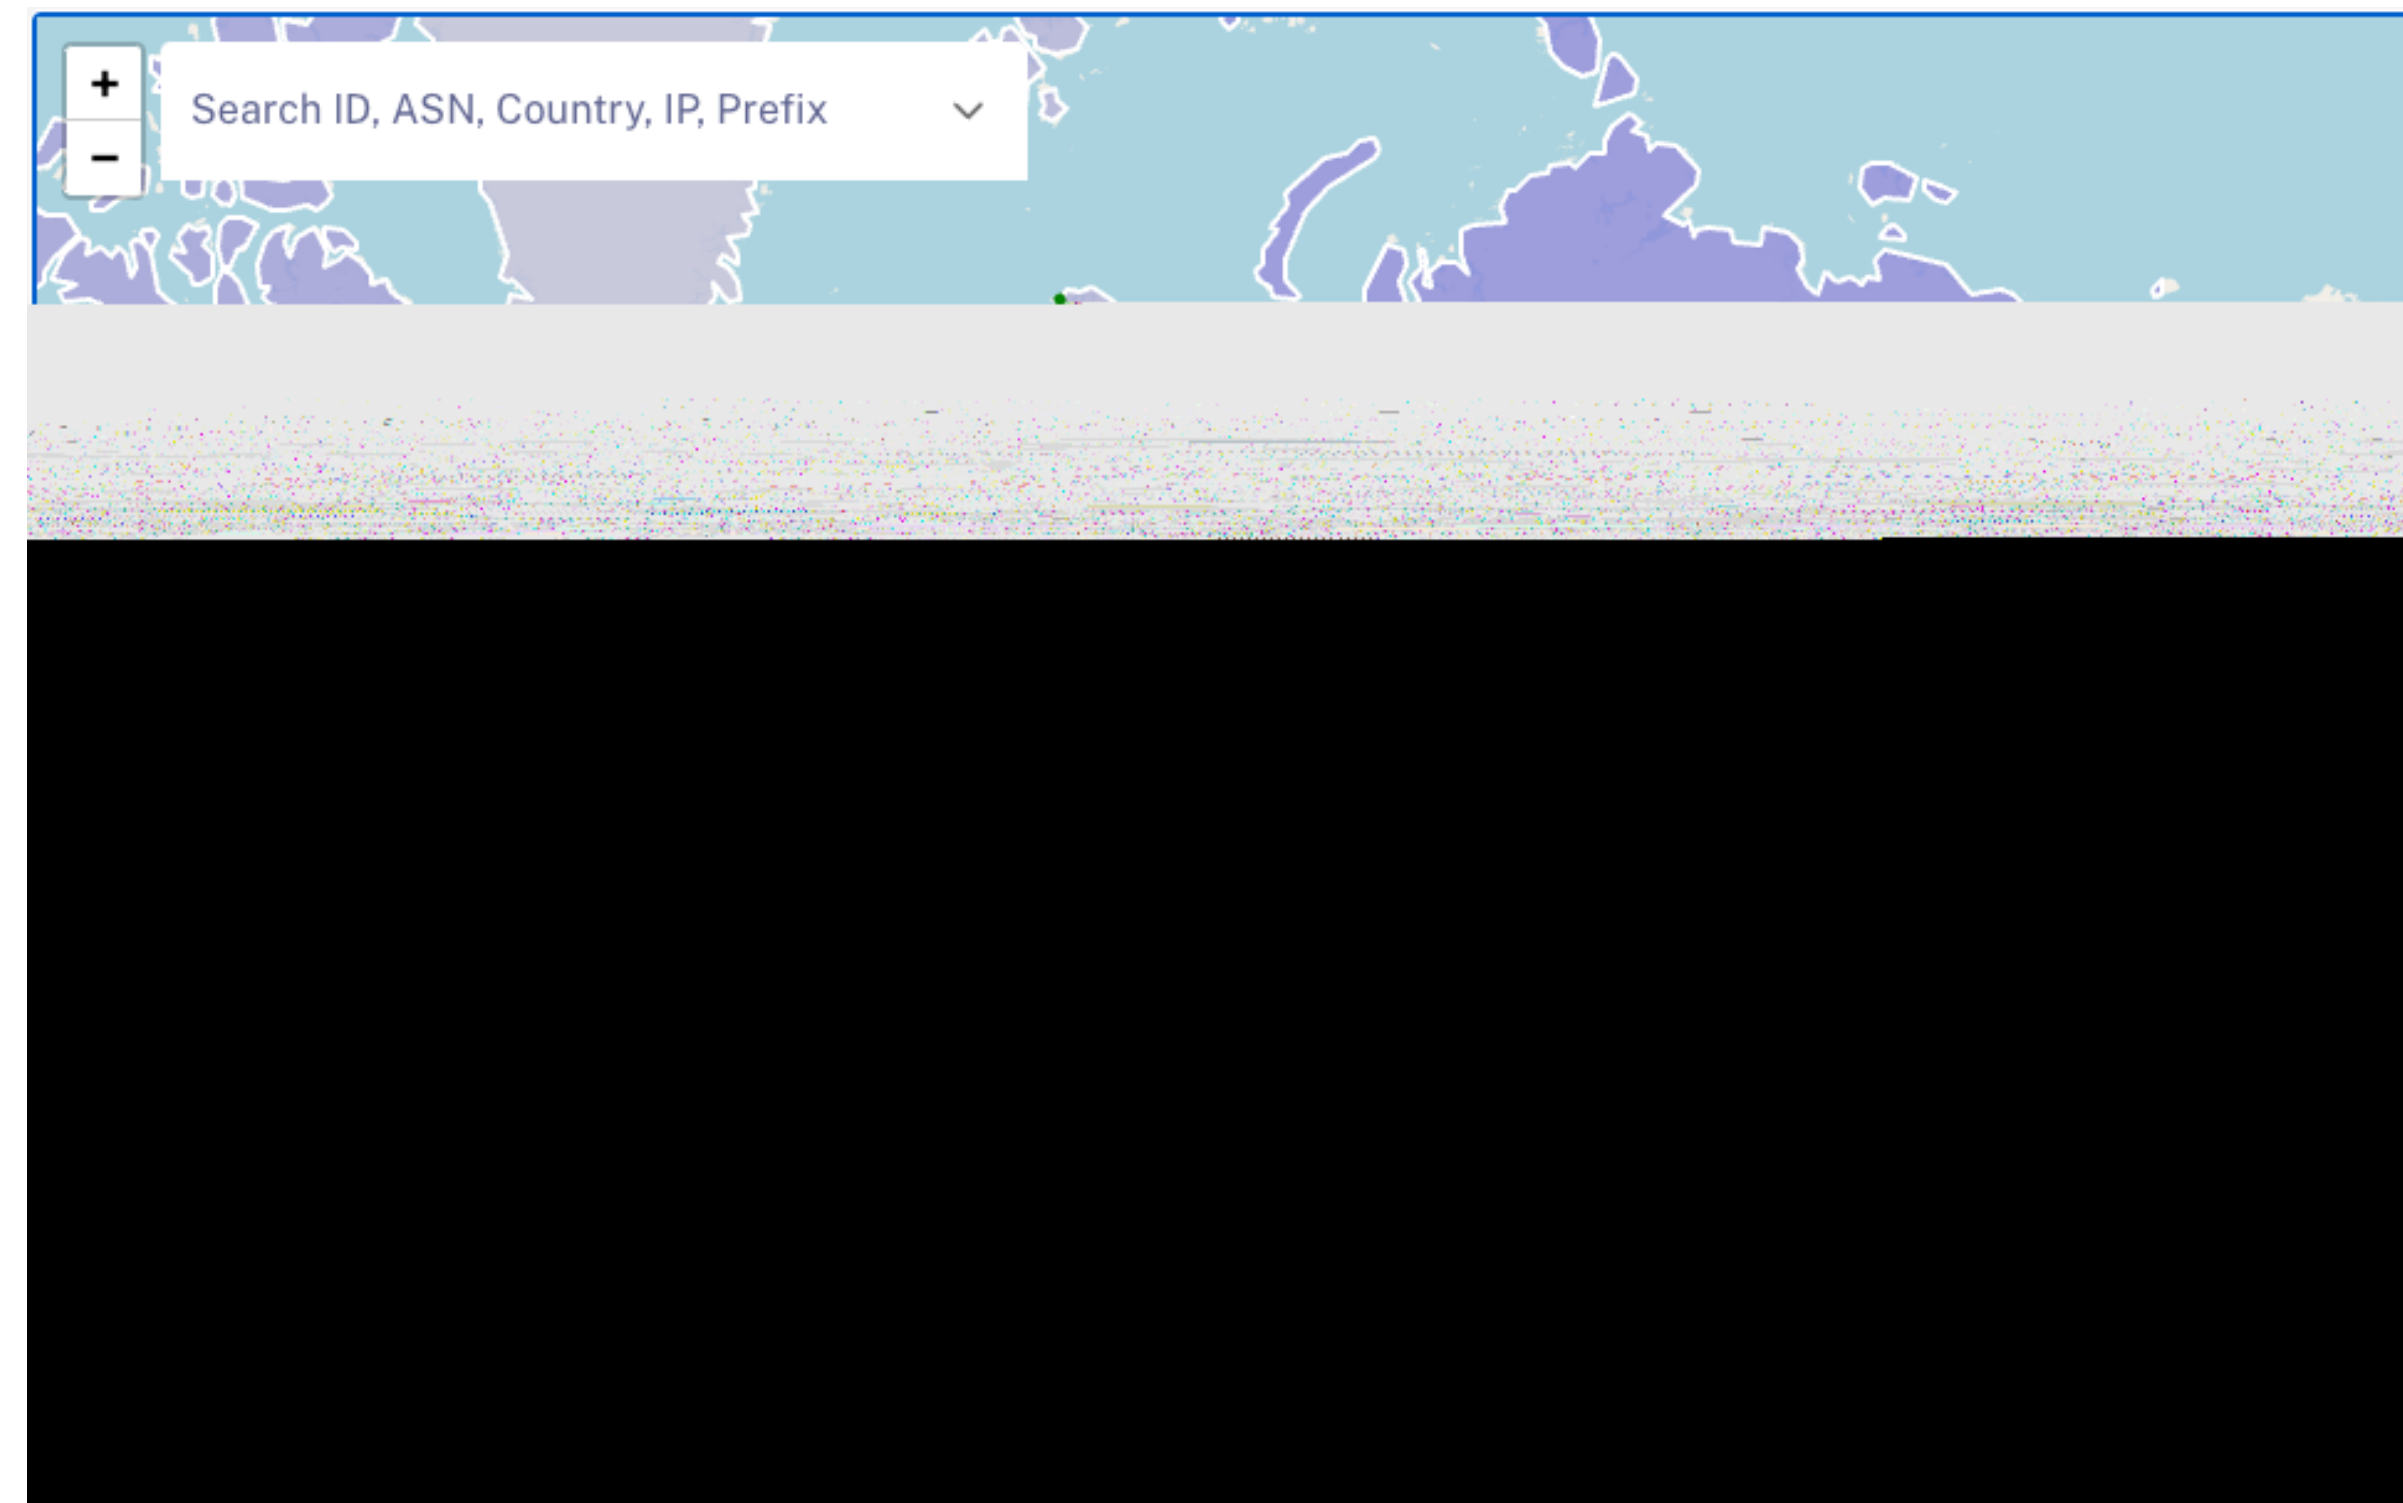 +
Search ID, ASN, Country, IP, Prefix
−